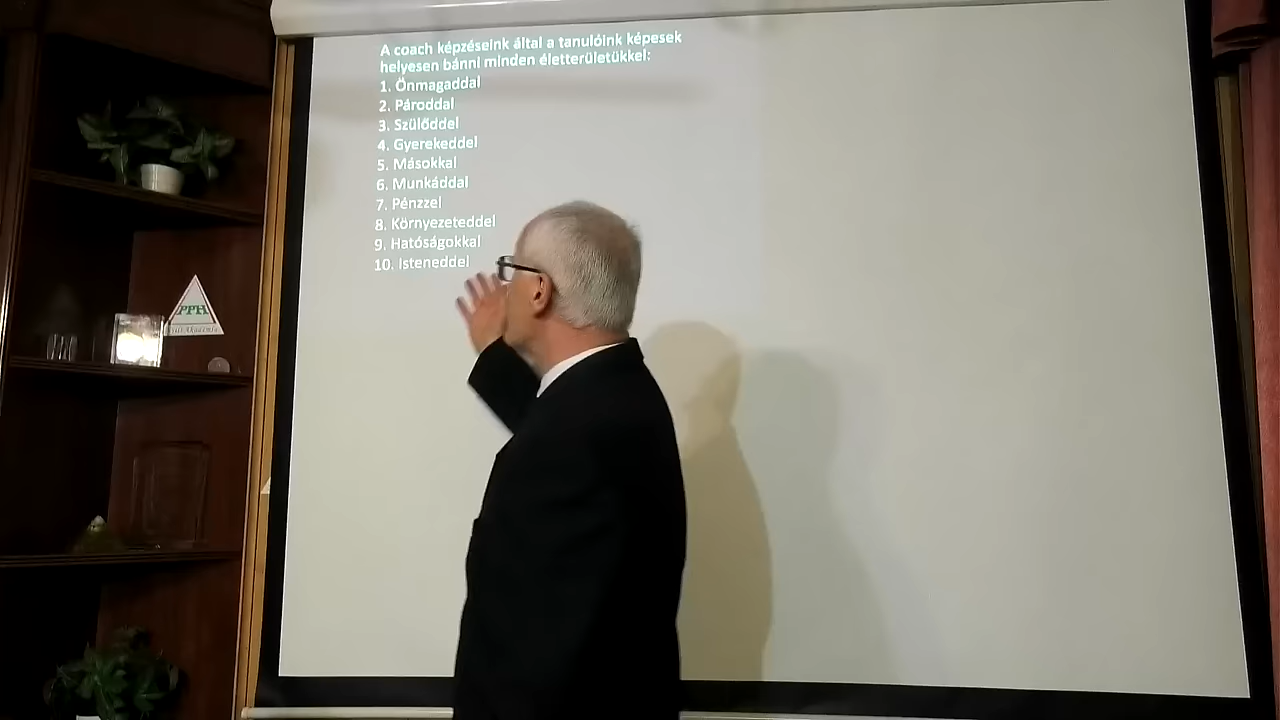 A coach képzéseink által a tanulóink képesek
helyesen bánni minden életterületükkel:
1. Önmagaddal
2. Pároddal
3. Szülőddel
4. Gyerekeddel
5. Másokkal
6. Munkáddal
7. Pénzzel
8. Környezeteddel
9. Hatóságokkal
10. Isteneddel
PPH